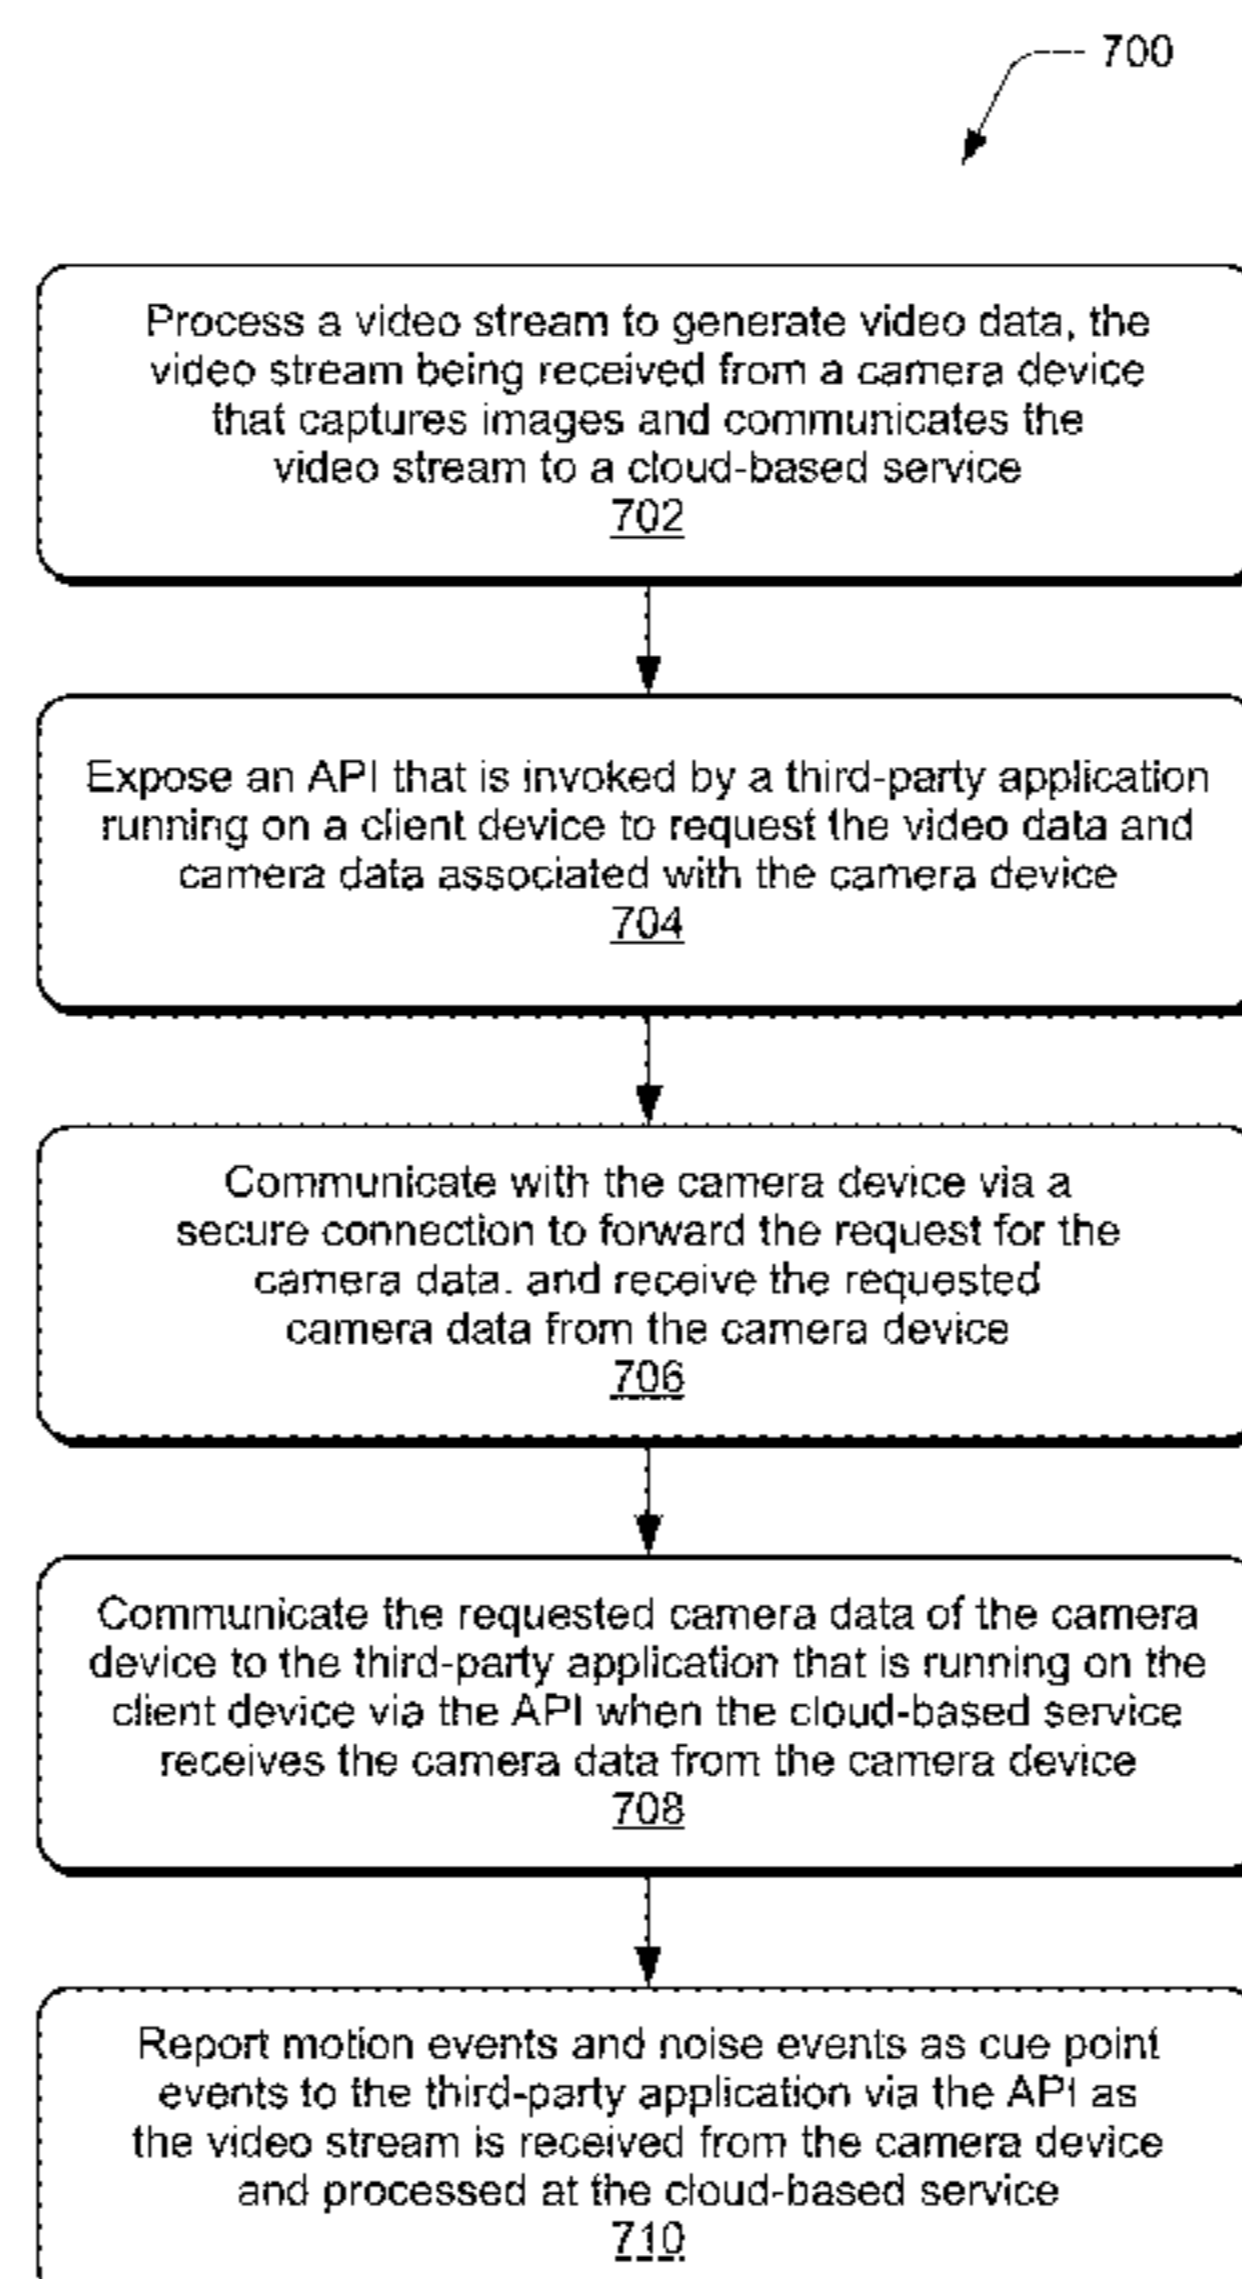 700
Process a video stream to generate video data, the
video stream being received from a camera device
that captures images and communicates the
video stream to a cloud-based service
702
Expose an API that is invoked by a third-party application
running on a client device to request the video data and
camera data associated with the camera device
704
Communicate with the camera device via a
secure connection to forward the request for the
camera data. and receive the requested
camera data from the camera device
706
Communicate the requested camera data of the camera
device to the third-party application that is running on the
client device via the API when the cloud-based service
receives the camera data from the camera device
708
Report motion events and noise events as cue point
events to the third-party application via the API as
the video stream is received from the camera device
and processed at the cloud-based service
710